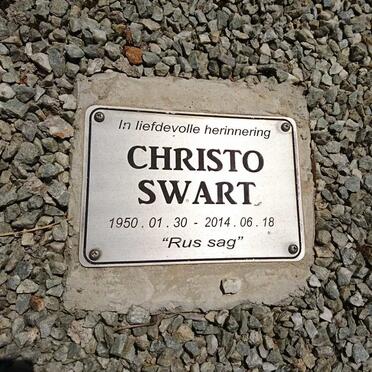 In liefdevolle herinnering
CHRISTO
SWART
1950 . 01 . 30 - 2014 . 06 . 18
"Rus sag"